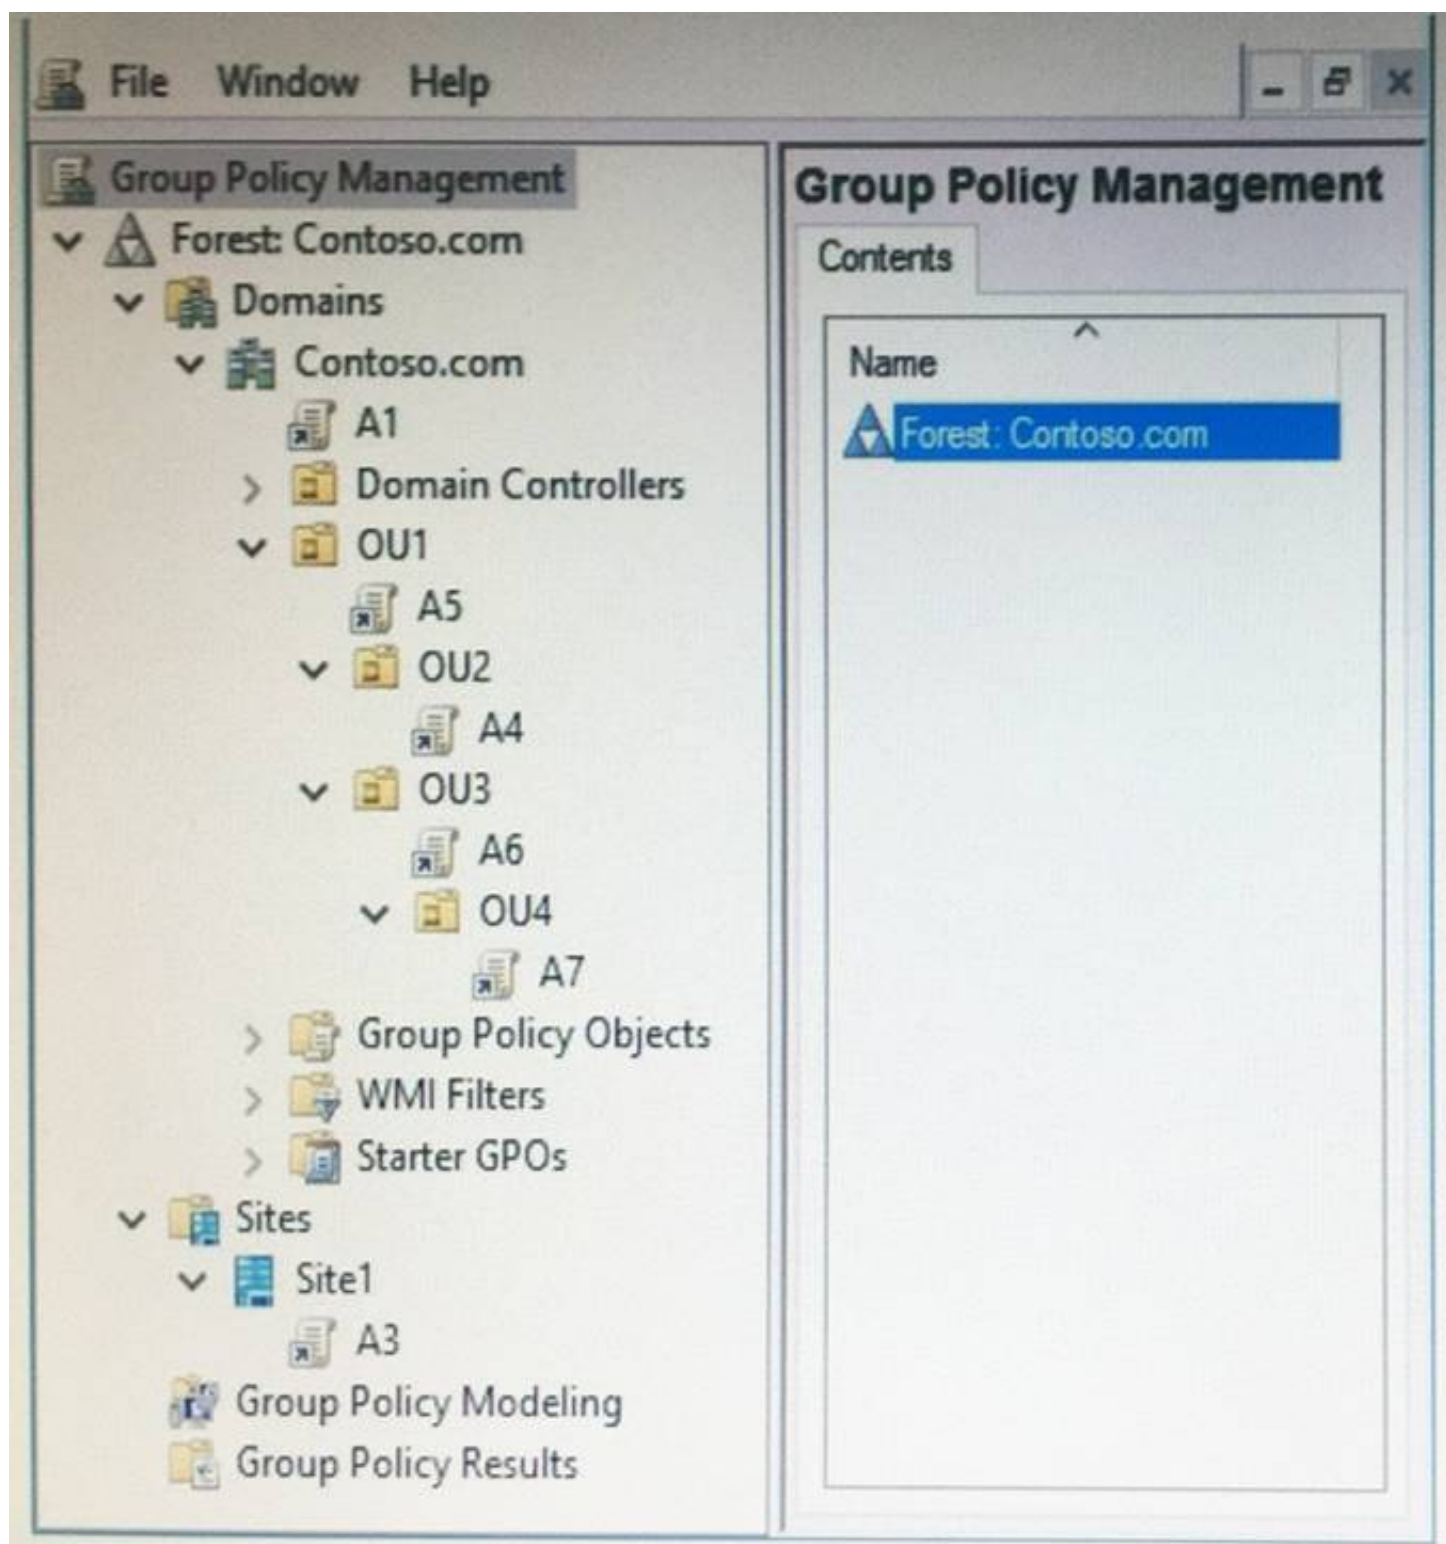 File Window Help
Group Policy Management
Forest: Contoso.com
Domains
Contoso.com
A1
Domain Controllers
OU1
A5
OU2
A4
OU3
A6
OU4
A7
Group Policy Objects
WMI Filters
Starter GPOs
Sites
Site1
A3
Group Policy Modeling
Group Policy Results
Group Policy Management
Contents
Name
Forest: Contoso.com